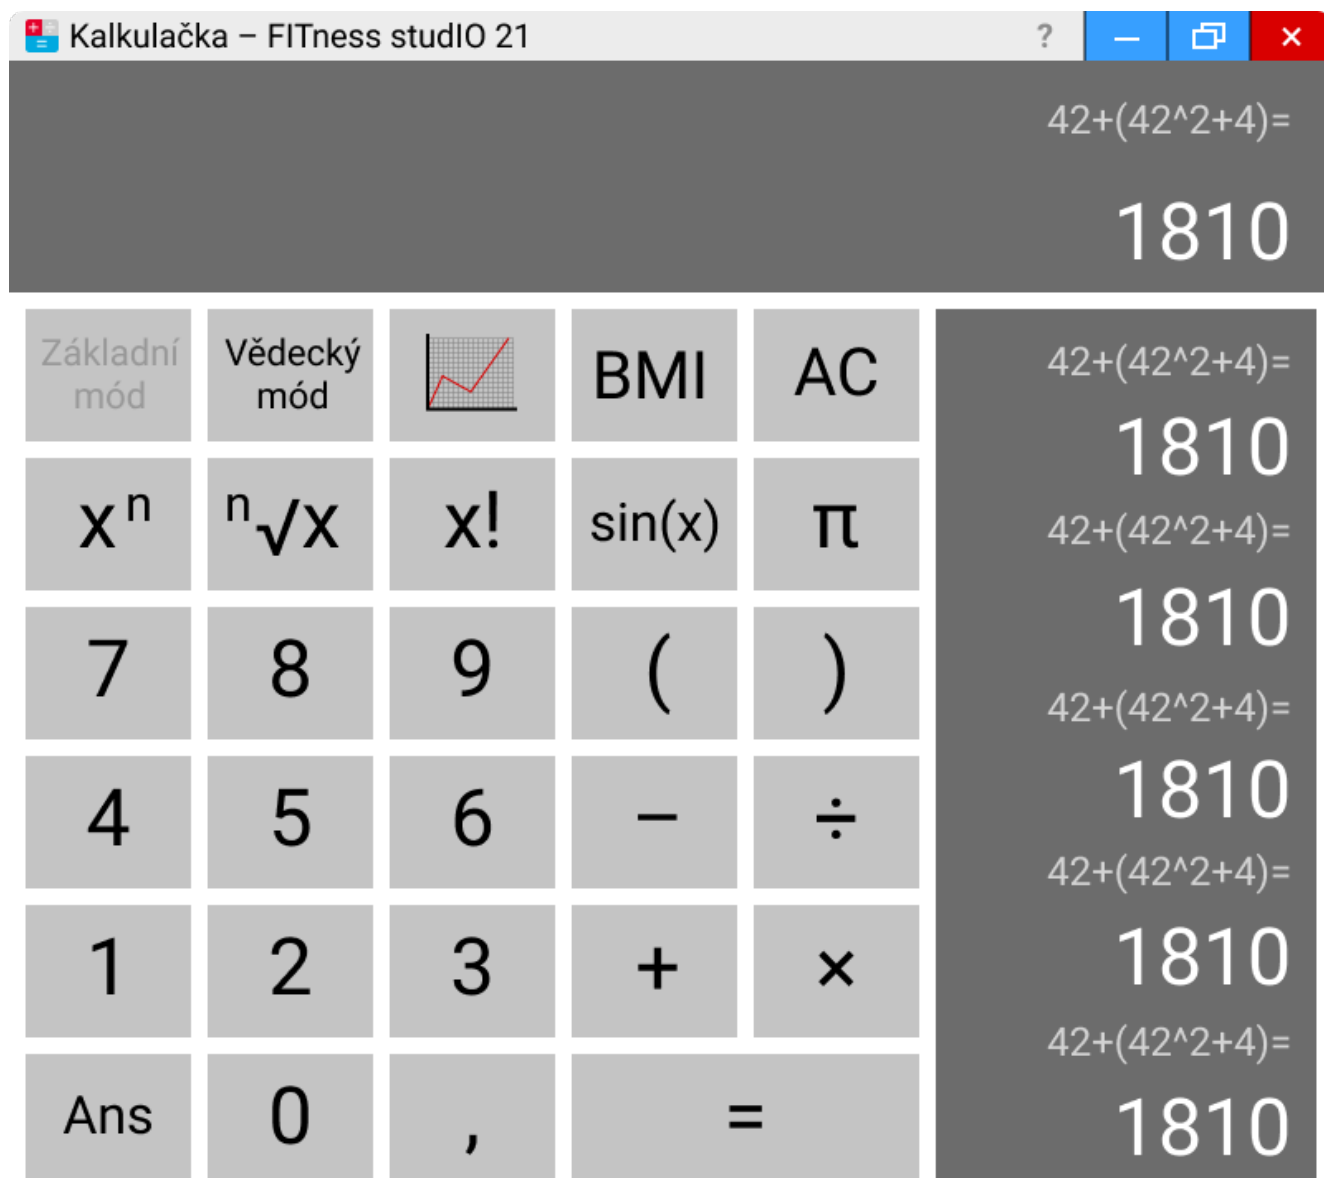 Kalkulačka – FITness studIO 21
?
42+(42^2+4)=
1810
Základní mód
Vědecký mód
BMI
AC
xⁿ
ⁿ√x
x!
sin(x)
π
7
8
9
(
)
4
5
6
−
÷
1
2
3
+
×
Ans
0
,
=
42+(42^2+4)=
1810
42+(42^2+4)=
1810
42+(42^2+4)=
1810
42+(42^2+4)=
1810
42+(42^2+4)=
1810